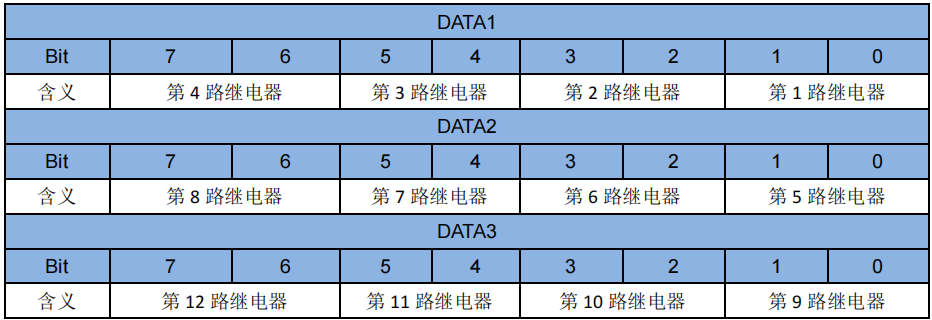 DATA1
Bit 7 6 5 4 3 2 1 0
含义 第 4 路继电器 第 3 路继电器 第 2 路继电器 第 1 路继电器
DATA2
Bit 7 6 5 4 3 2 1 0
含义 第 8 路继电器 第 7 路继电器 第 6 路继电器 第 5 路继电器
DATA3
Bit 7 6 5 4 3 2 1 0
含义 第 12 路继电器 第 11 路继电器 第 10 路继电器 第 9 路继电器